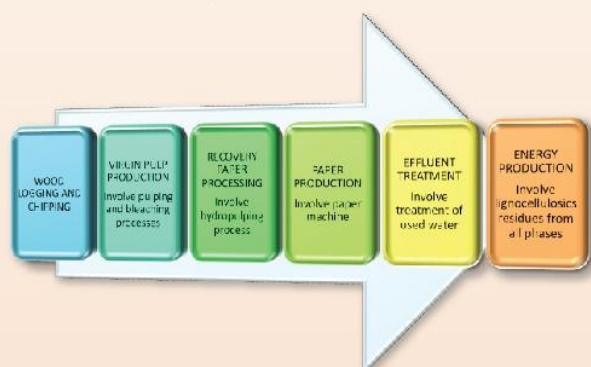 WOOD
LOGGING AND
CHIPPING
VIRGIN PULP
PRODUCTION
Involve pulping
and bleaching
processes
RECOVERY
PAPER
PROCESSING
Involve
hydropulping
process
PAPER
PRODUCTION
Involve paper
machine
EFFLUENT
TREATMENT
Involve
treatment of
used water
ENERGY
PRODUCTION
Involve
lignocellulosics
residues from
all phases